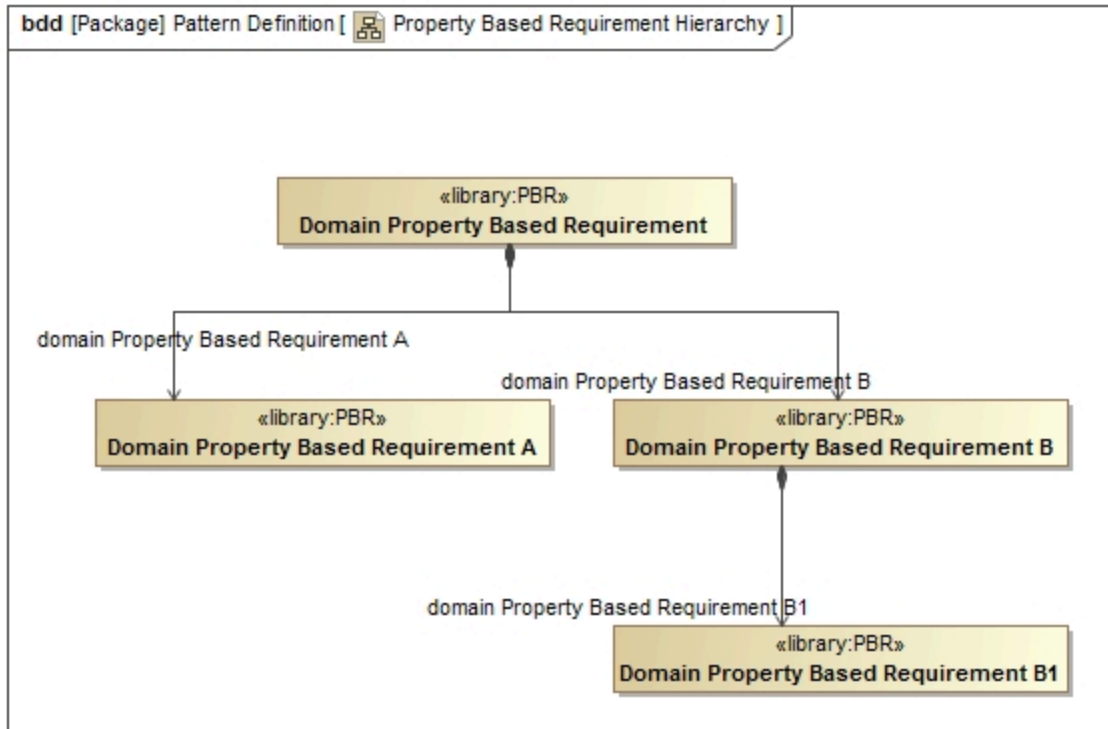 bdd [Package] Pattern Definition [ Property Based Requirement Hierarchy ]
«library:PBR»
Domain Property Based Requirement
domain Property Based Requirement A
domain Property Based Requirement B
«library:PBR»
Domain Property Based Requirement A
«library:PBR»
Domain Property Based Requirement B
domain Property Based Requirement B1
«library:PBR»
Domain Property Based Requirement B1